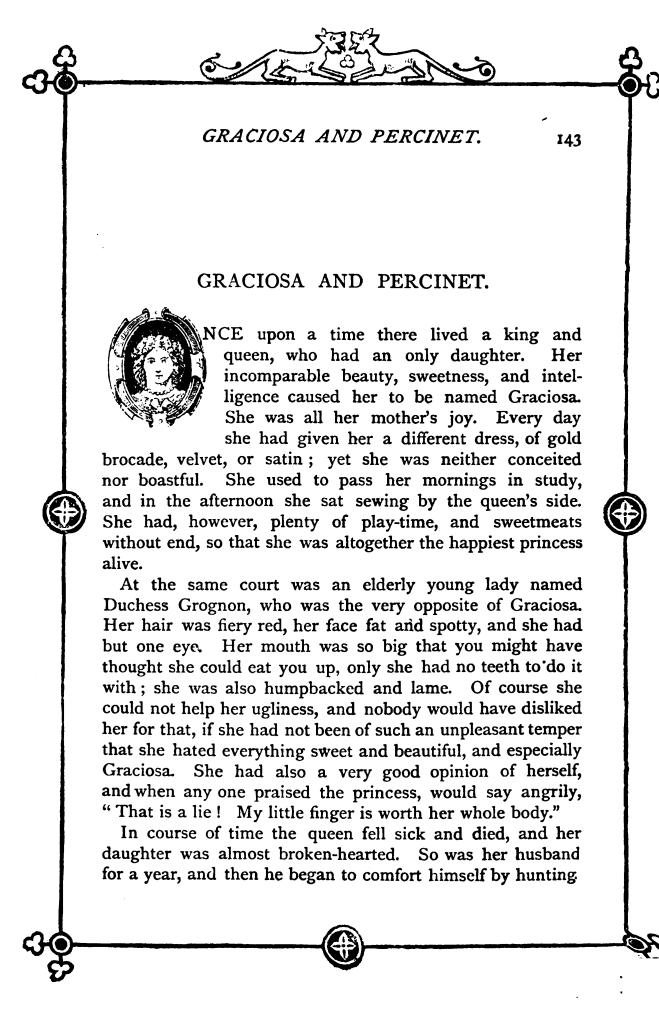 GRACIOSA AND PERCINET. 143
GRACIOSA AND PERCINET.
ONCE upon a time there lived a king and
queen, who had an only daughter. Her
incomparable beauty, sweetness, and intel-
ligence caused her to be named Graciosa.
She was all her mother's joy. Every day
she had given her a different dress, of gold
brocade, velvet, or satin; yet she was neither conceited
nor boastful. She used to pass her mornings in study,
and in the afternoon she sat sewing by the queen's side.
She had, however, plenty of play-time, and sweetmeats
without end, so that she was altogether the happiest princess
alive.
At the same court was an elderly young lady named
Duchess Grognon, who was the very opposite of Graciosa.
Her hair was fiery red, her face fat and spotty, and she had
but one eye. Her mouth was so big that you might have
thought she could eat you up, only she had no teeth to do it
with; she was also humpbacked and lame. Of course she
could not help her ugliness, and nobody would have disliked
her for that, if she had not been of such an unpleasant temper
that she hated everything sweet and beautiful, and especially
Graciosa. She had also a very good opinion of herself,
and when any one praised the princess, would say angrily,
"That is a lie! My little finger is worth her whole body."
In course of time the queen fell sick and died, and her
daughter was almost broken-hearted. So was her husband
for a year, and then he began to comfort himself by hunting